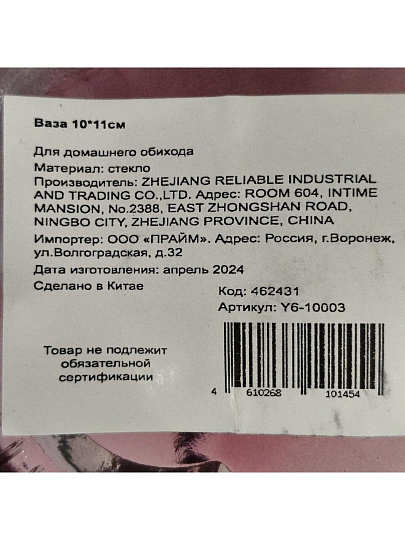 Ваза 10*11см
Для домашнего обихода
Материал: стекло
Производитель: ZHEJIANG RELIABLE INDUSTRIAL
AND TRADING CO.,LTD. Адрес: ROOM 604, INTIME
MANSION, No.2388, EAST ZHONGSHAN ROAD,
NINGBO CITY, ZHEJIANG PROVINCE, CHINA
Импортер: ООО «ПРАЙМ». Адрес: Россия, г.Воронеж,
ул.Волгоградская, д.32
Дата изготовления: апрель 2024
Сделано в Китае
Код: 462431
Артикул: Y6-10003
Товар не подлежит
обязательной
сертификации
4 610268 101454